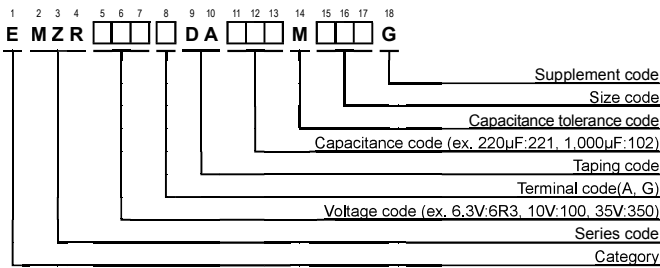 1 2 3 4 5 6 7 8 9 10 11 12 13 14 15 16 17 18
E M Z R D A M G
Supplement code
Size code
Capacitance tolerance code
Capacitance code (ex. 220μF:221, 1,000μF:102)
Taping code
Terminal code(A, G)
Voltage code (ex. 6.3V:6R3, 10V:100, 35V:350)
Series code
Category